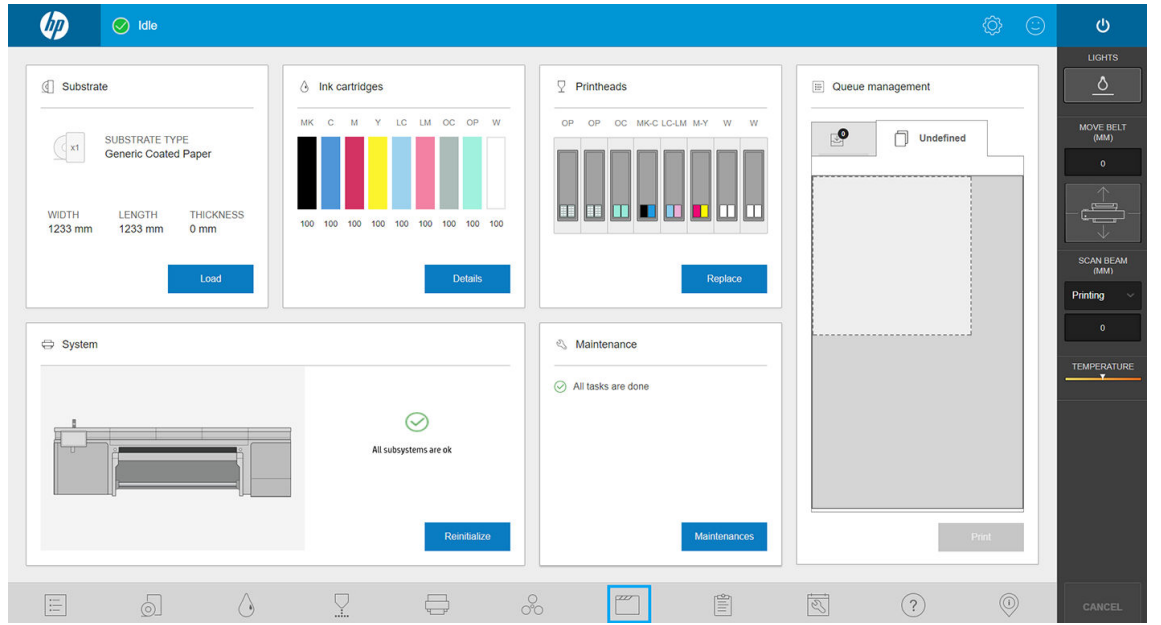 hp
Idle
Substrate
x1
SUBSTRATE TYPE
Generic Coated Paper
WIDTH LENGTH THICKNESS
1233 mm 1233 mm 0 mm
Load
Ink cartridges
MK C M Y LC LM OC OP W
100 100 100 100 100 100 100 100 100
Details
Printheads
OP OP OC MK-C LC-LM M-Y W W
Replace
Queue management
0
Undefined
Print
System
All subsystems are ok
Reinitialize
Maintenance
All tasks are done
Maintenances
LIGHTS
MOVE BELT
(MM)
0
SCAN BEAM
(MM)
Printing
0
TEMPERATURE
CANCEL
?